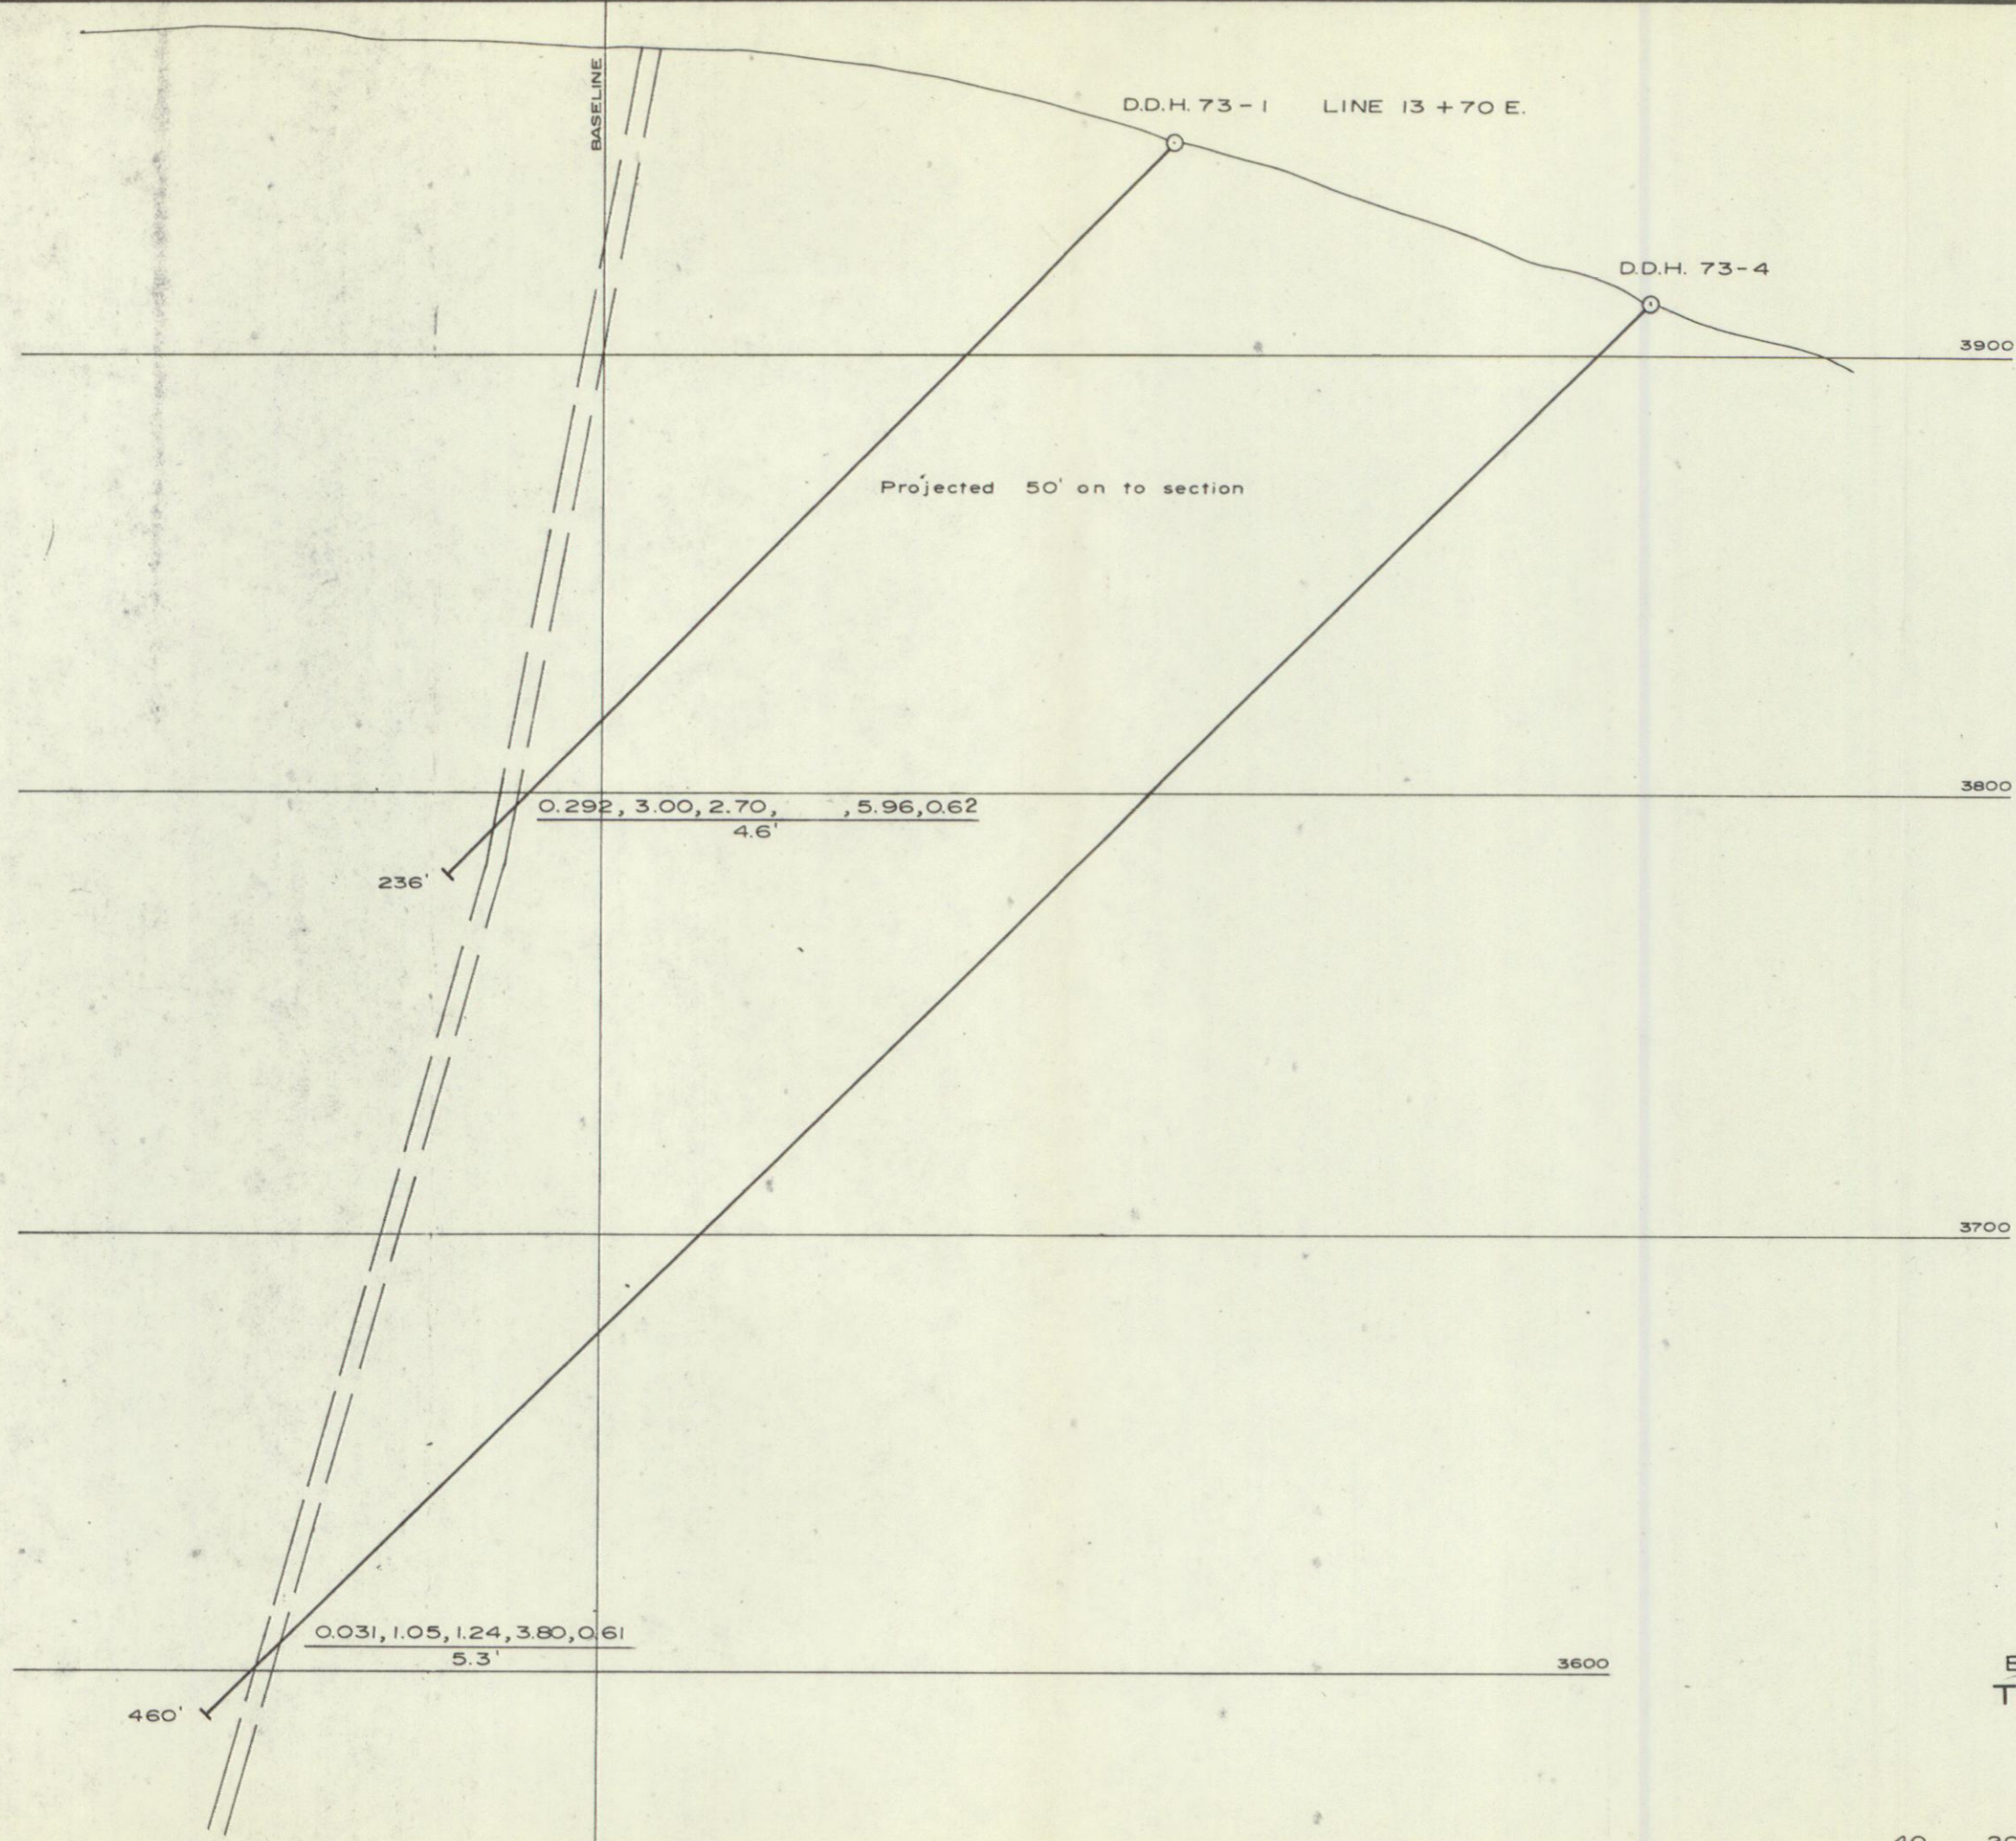 BASELINE
D.D.H. 73-1 LINE 13+70 E.
D.D.H. 73-4
3900
Projected 50' on to section
3800
0.292, 3.00, 2.70, , 5.96, 0.62
4.6'
236'
3700
0.031, 1.05, 1.24, 3.80, 0.61
5.3'
3600
460'